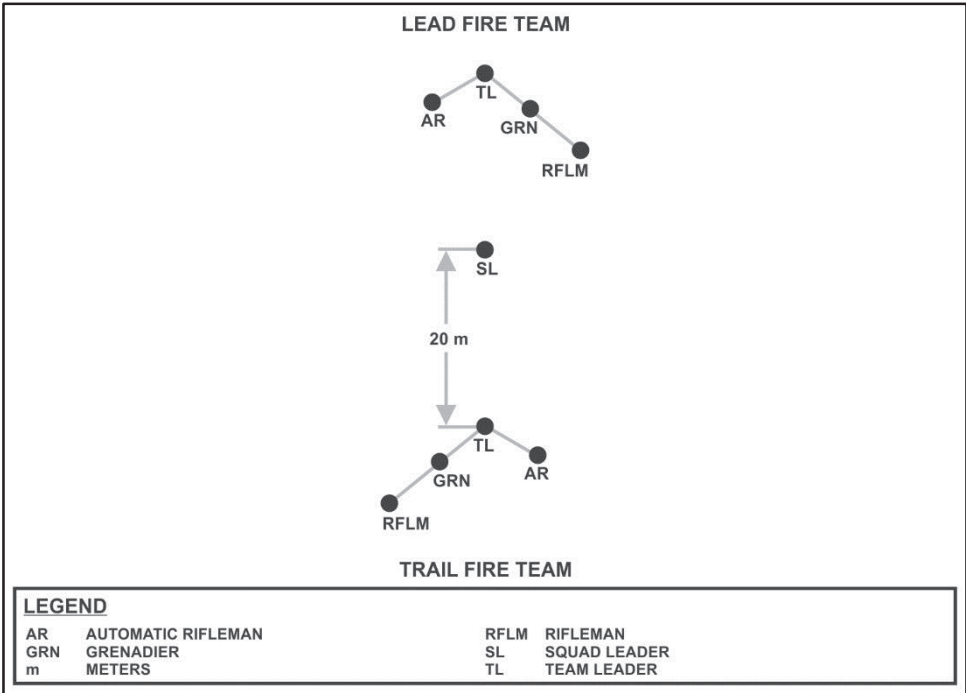 LEAD FIRE TEAM
TL
AR
GRN
RFLM
SL
20 m
TL
AR
GRN
RFLM
TRAIL FIRE TEAM
LEGEND
AR AUTOMATIC RIFLEMAN RFLM RIFLEMAN
GRN GRENADIER SL SQUAD LEADER
m METERS TL TEAM LEADER